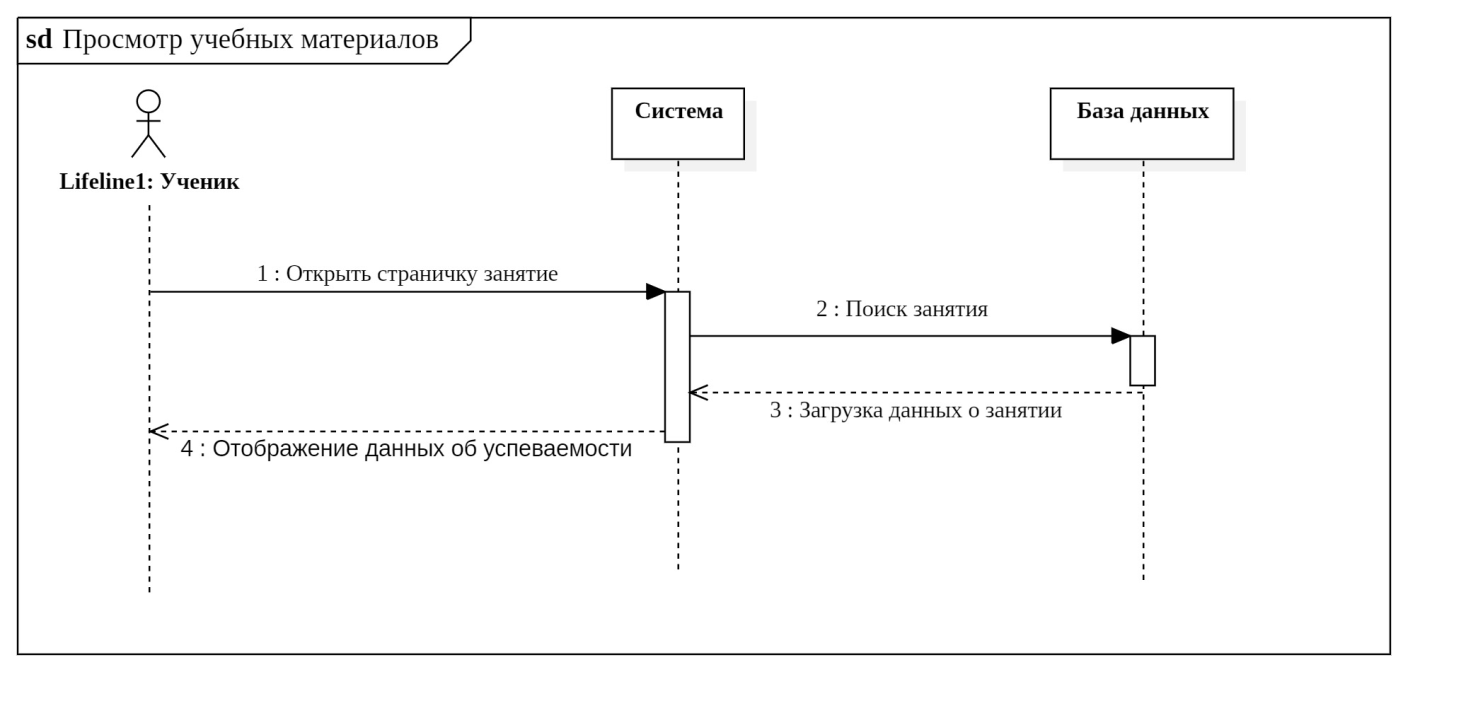 sd Просмотр учебных материалов
Система
База данных
Lifeline1: Ученик
1 : Открыть страничку занятие
2 : Поиск занятия
3 : Загрузка данных о занятии
4 : Отображение данных об успеваемости